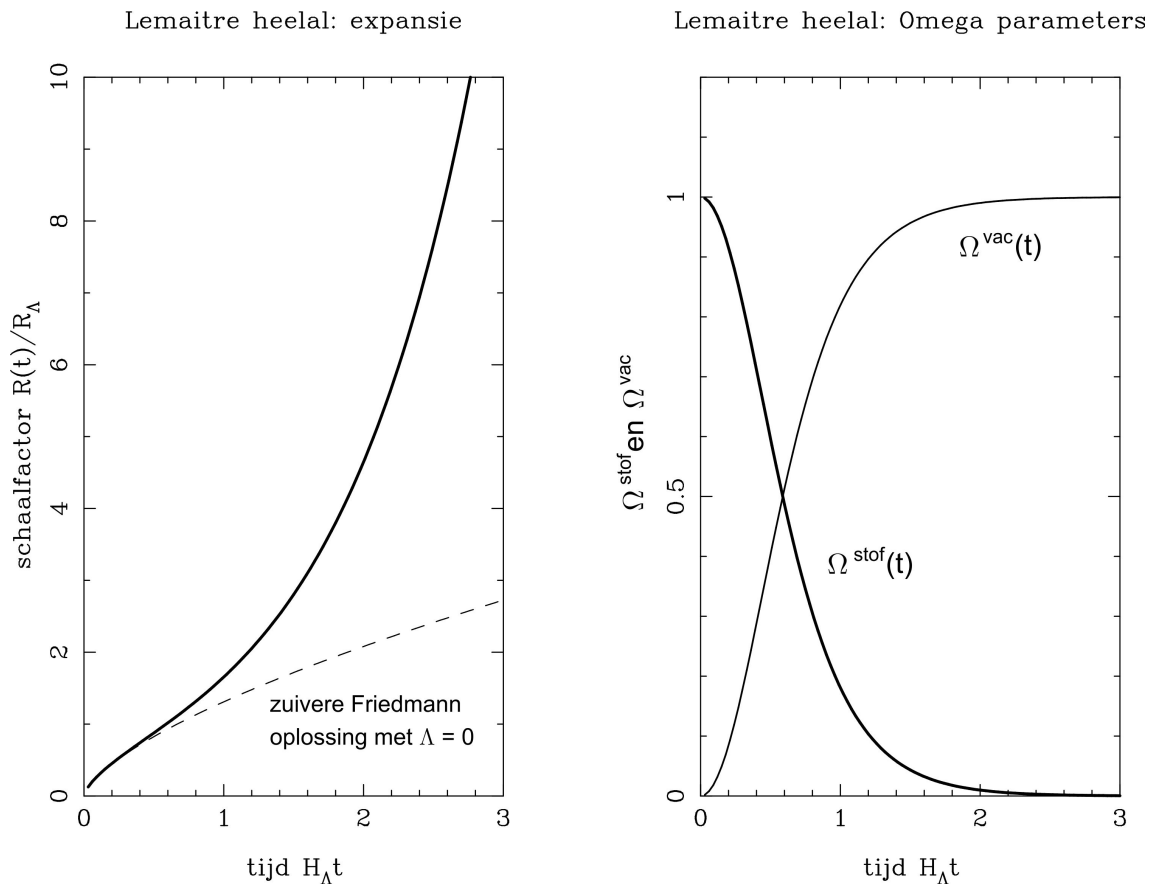 Lemaitre heelal: expansie
schaalfactor R(t)/R_Λ
10
8
6
4
2
0
0 1 2 3
tijd H_Λt
zuivere Friedmann
oplossing met Λ = 0
Lemaitre heelal: Omega parameters
Ω^stof en Ω^vac
1
0.5
0
0 1 2 3
tijd H_Λt
Ω^vac(t)
Ω^stof(t)